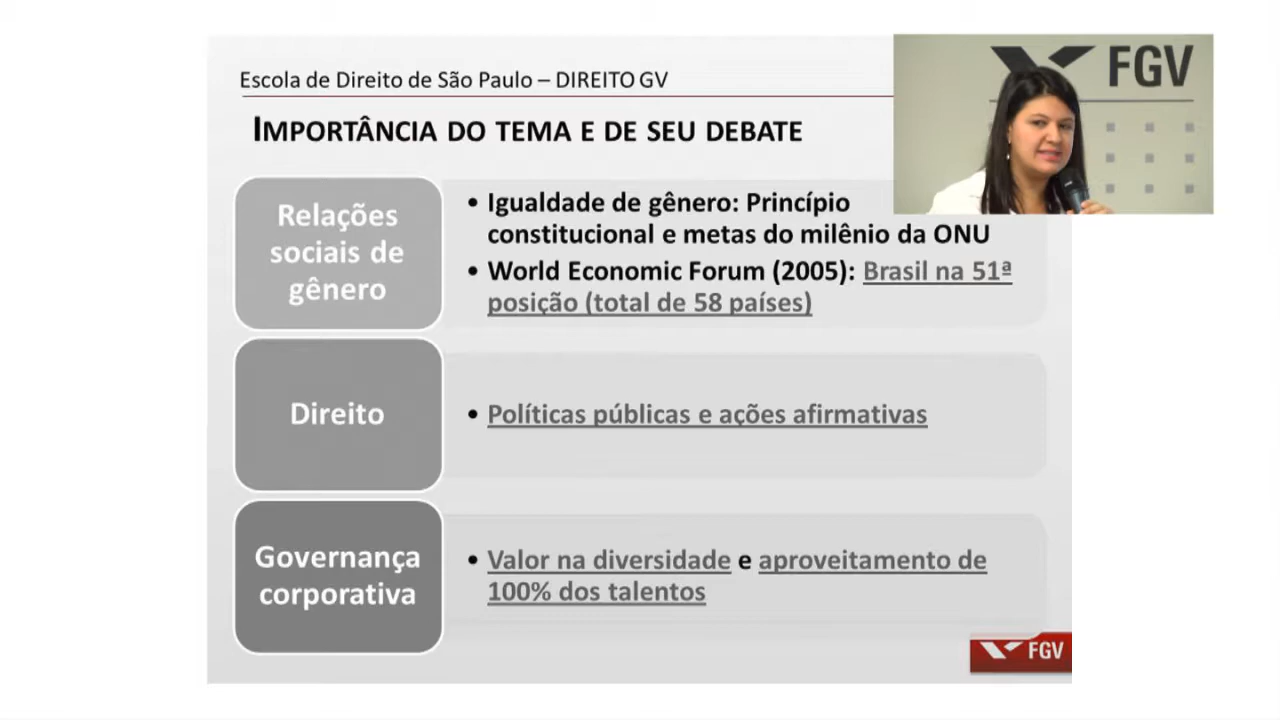 Escola de Direito de São Paulo – DIREITO GV
FGV
IMPORTÂNCIA DO TEMA E DE SEU DEBATE
Relações
sociais de
gênero
• Igualdade de gênero: Princípio
constitucional e metas do milênio da ONU
• World Economic Forum (2005): Brasil na 51ª
posição (total de 58 países)
Direito
• Políticas públicas e ações afirmativas
Governança
corporativa
• Valor na diversidade e aproveitamento de
100% dos talentos
FGV